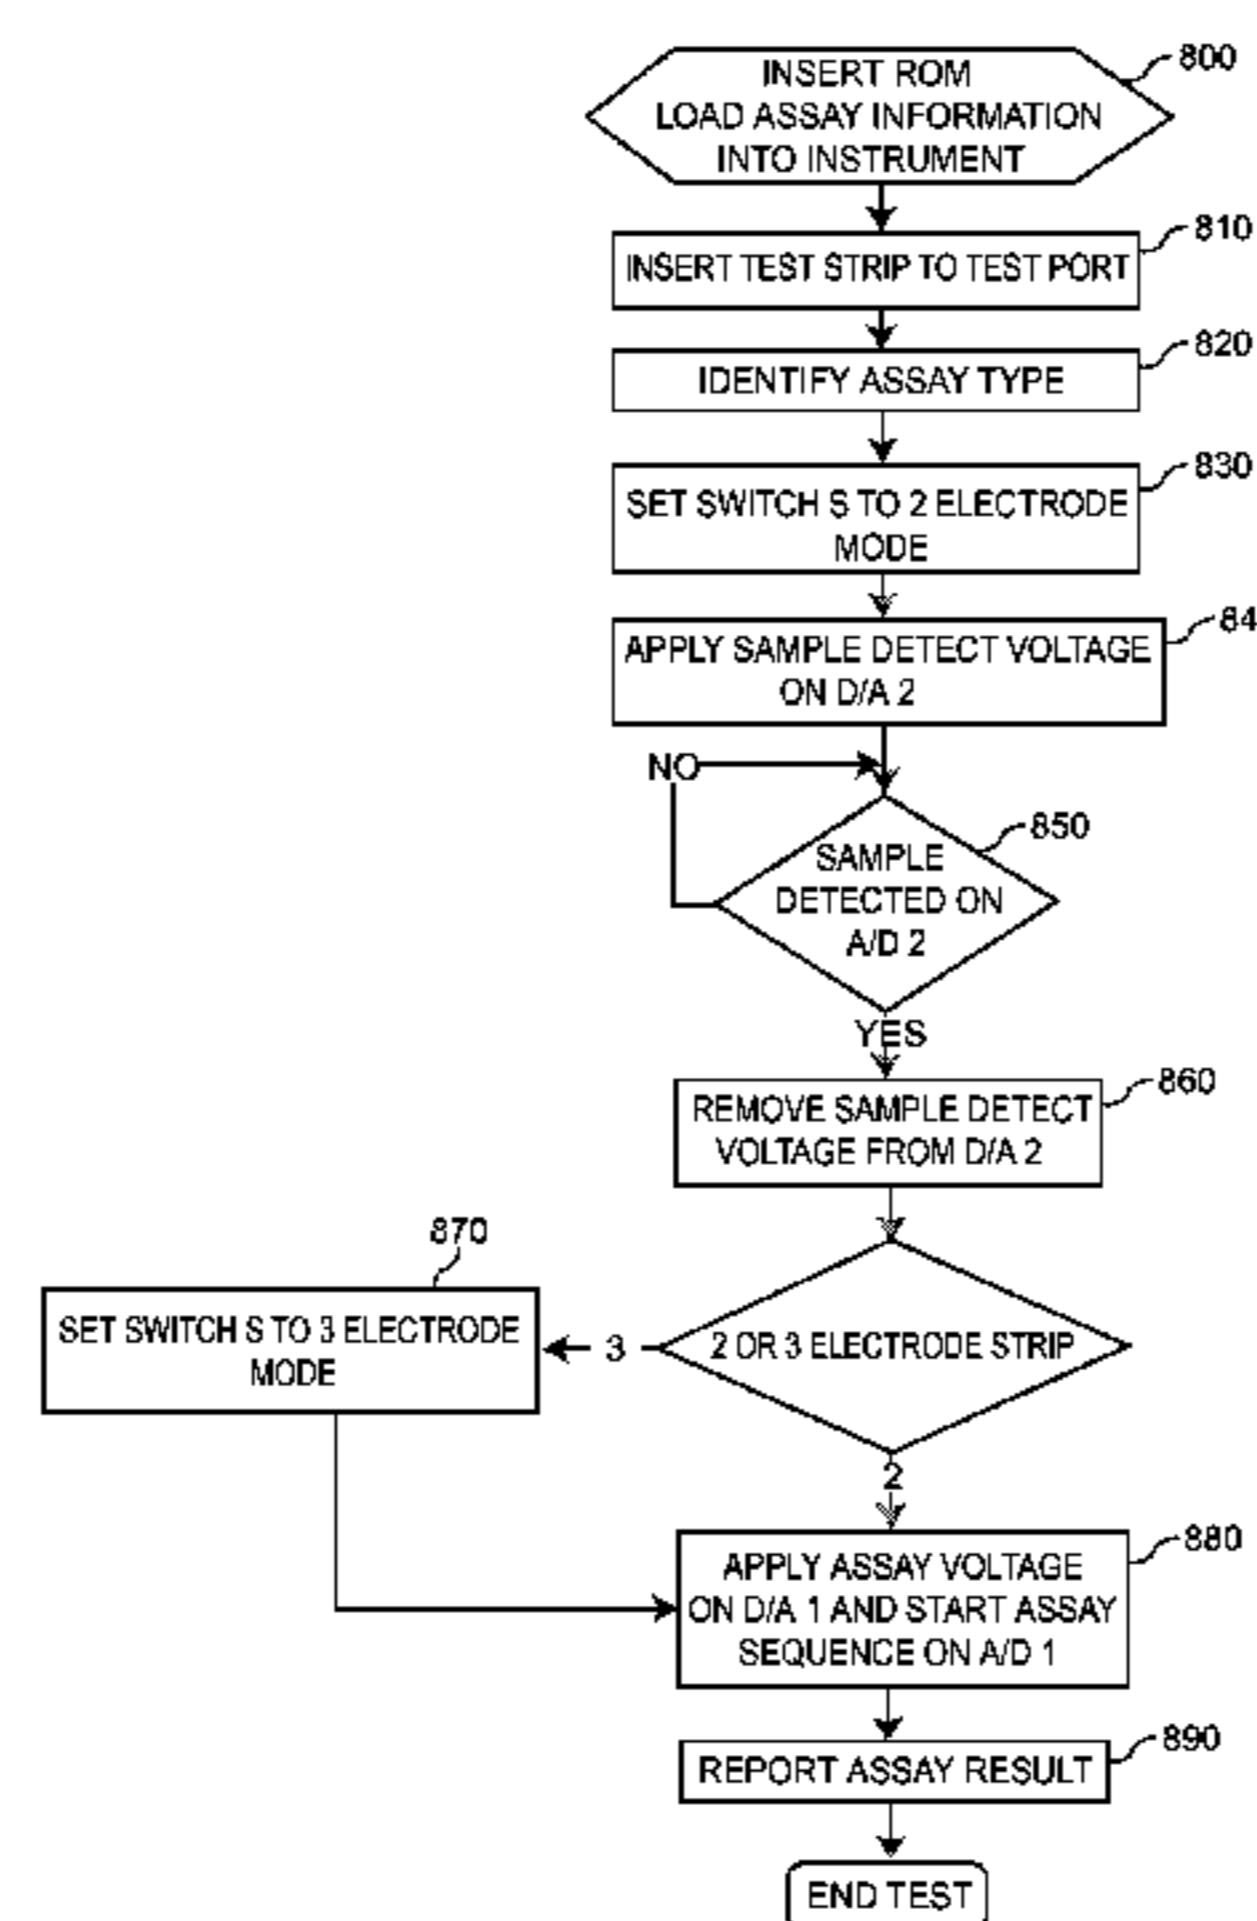 INSERT ROM
LOAD ASSAY INFORMATION
INTO INSTRUMENT
800
INSERT TEST STRIP TO TEST PORT
810
IDENTIFY ASSAY TYPE
820
SET SWITCH S TO 2 ELECTRODE
MODE
830
APPLY SAMPLE DETECT VOLTAGE
ON D/A 2
84
NO
SAMPLE
DETECTED ON
A/D 2
850
YES
REMOVE SAMPLE DETECT
VOLTAGE FROM D/A 2
860
2 OR 3 ELECTRODE STRIP
3
870
SET SWITCH S TO 3 ELECTRODE
MODE
2
APPLY ASSAY VOLTAGE
ON D/A 1 AND START ASSAY
SEQUENCE ON A/D 1
880
REPORT ASSAY RESULT
890
END TEST